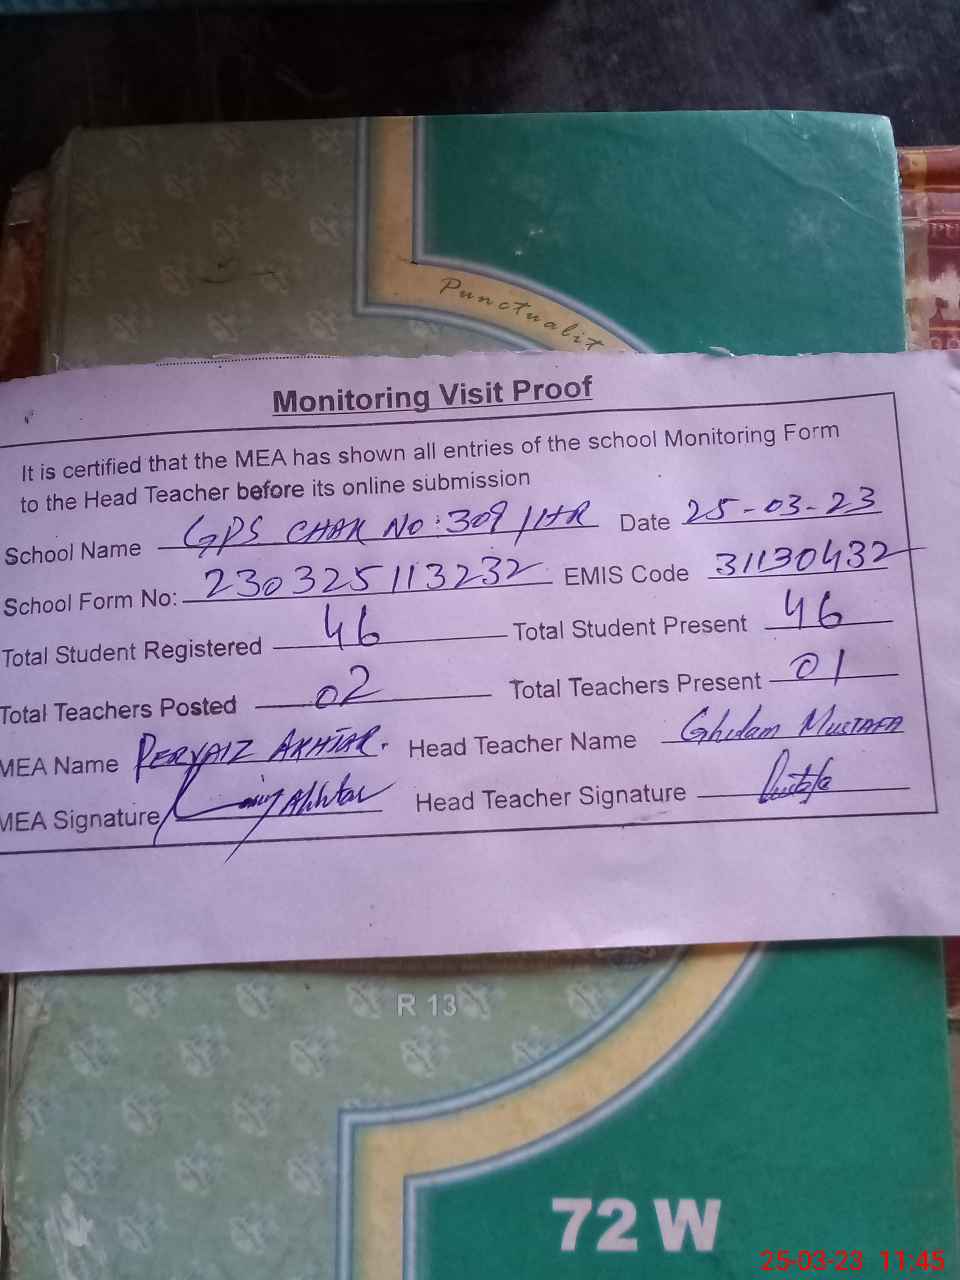 Punctualit
Monitoring Visit Proof
It is certified that the MEA has shown all entries of the school Monitoring Form
to the Head Teacher before its online submission
School Name GPS CHAK NO: 309/1HR Date 25-03-23
School Form No: 230325113232 EMIS Code 31130432
Total Student Registered 46 Total Student Present 46
Total Teachers Posted 02 Total Teachers Present 01
MEA Name PERVAIZ AKHTAR. Head Teacher Name Ghulam MUSTAFA
MEA Signature Akhtar Head Teacher Signature
R 13
72 W
25-03-23 11:45